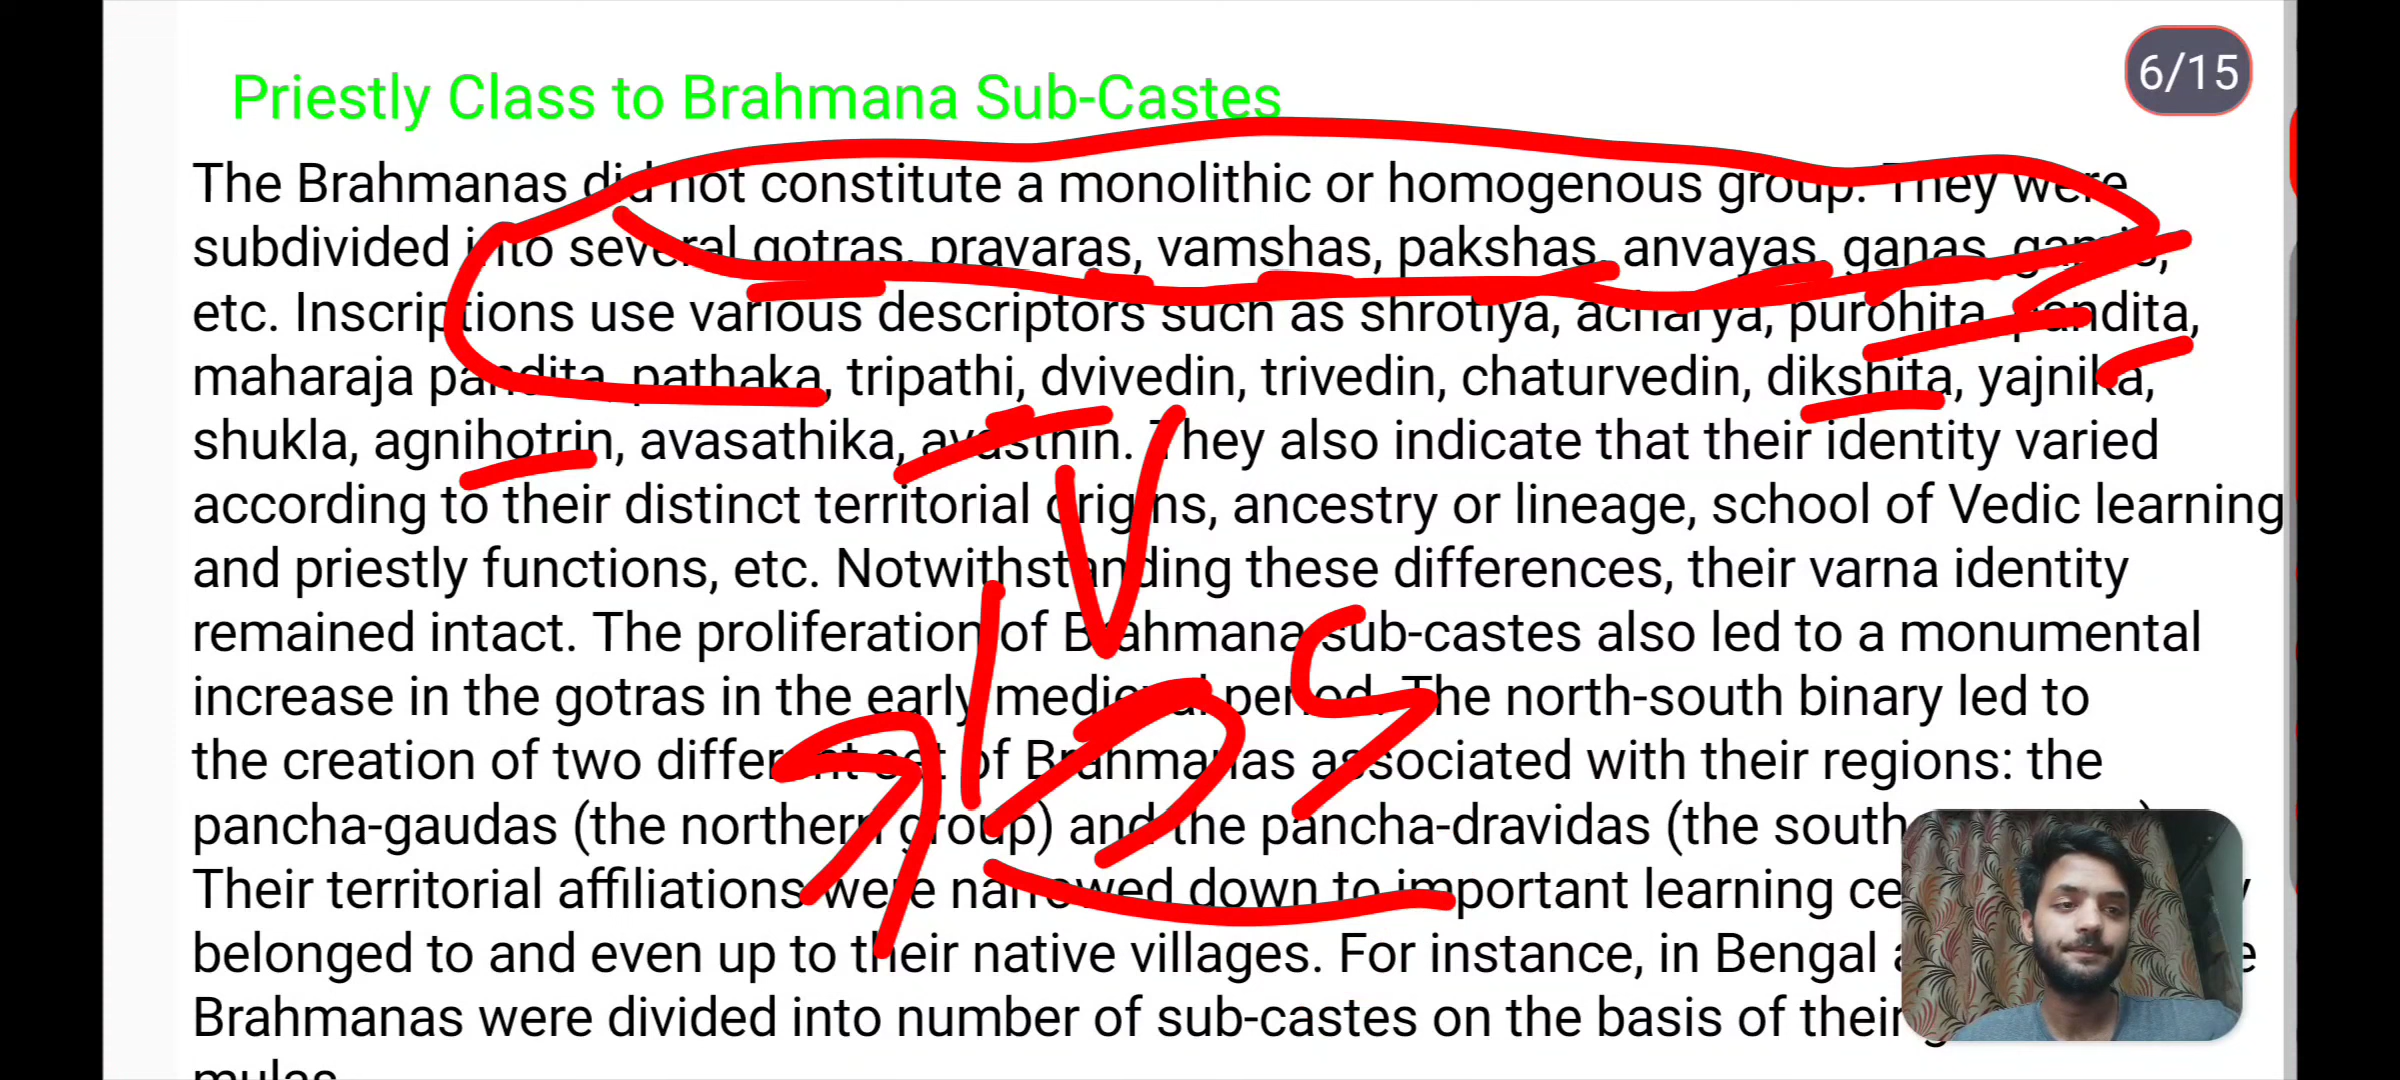 6/15
Priestly Class to Brahmana Sub-Castes
The Brahmanas did not constitute a monolithic or homogenous group. They were
subdivided into several gotras, pravaras, vamshas, pakshas, anvayas, ganas,
etc. Inscriptions use various descriptors such as shrotiya, acharya, purohita, pandita,
maharaja pandita, pathaka, tripathi, dvivedin, trivedin, chaturvedin, dikshita, yajnika,
shukla, agnihotrin, avasathika, avasthin. They also indicate that their identity varied
according to their distinct territorial origins, ancestry or lineage, school of Vedic learning
and priestly functions, etc. Notwithstanding these differences, their varna identity
remained intact. The proliferation of Brahmana sub-castes also led to a monumental
increase in the gotras in the early medieval period. The north-south binary led to
the creation of two different set of Brahmanas associated with their regions: the
pancha-gaudas (the northern group) and the pancha-dravidas (the south
Their territorial affiliations were narrowed down to important learning
belonged to and even up to their native villages. For instance, in Bengal
Brahmanas were divided into number of sub-castes on the basis of their
mulas.